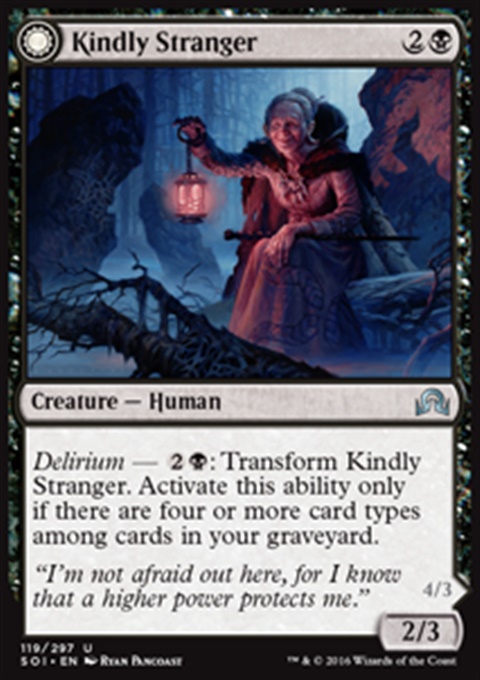 Kindly Stranger 2
Creature — Human
Delirium — 2 : Transform Kindly
Stranger. Activate this ability only
if there are four or more card types
among cards in your graveyard.
“I’m not afraid out here, for I know
that a higher power protects me.”
4/3
2/3
119/297 U
SOI • EN Ryan Pancoast
™ & © 2016 Wizards of the Coast